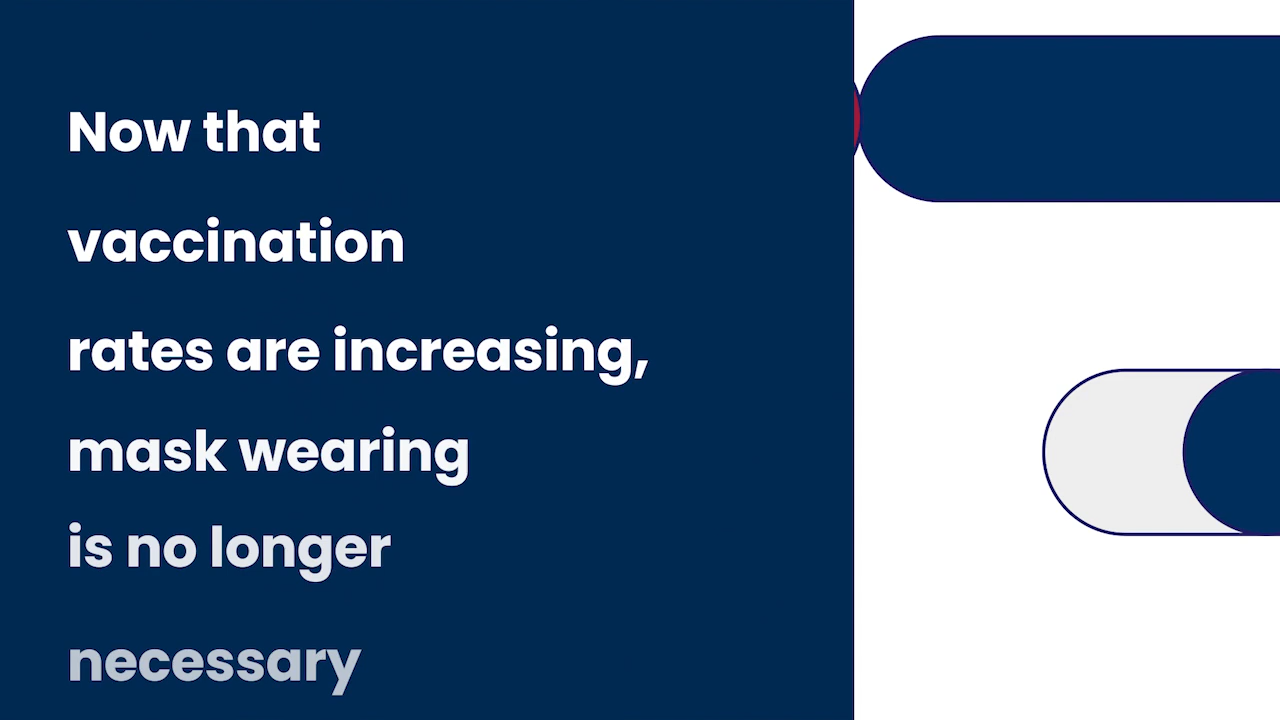 Now that
vaccination
rates are increasing,
mask wearing
is no longer
necessary